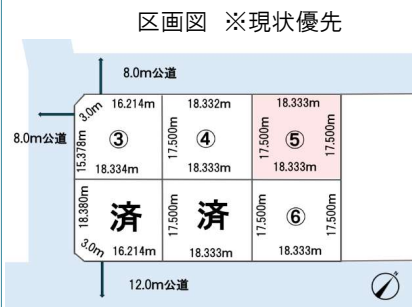 区画図 ※現状優先
8.0m公道
3.0m 16.214m 18.332m 18.333m
8.0m公道 15.378m ③ 17.500m ④ 17.500m ⑤ 17.500m
18.334m 18.333m 18.333m
18.380m 済 17.500m 済 17.500m ⑥ 17.500m
3.0m 16.214m 18.333m 18.333m
12.0m公道